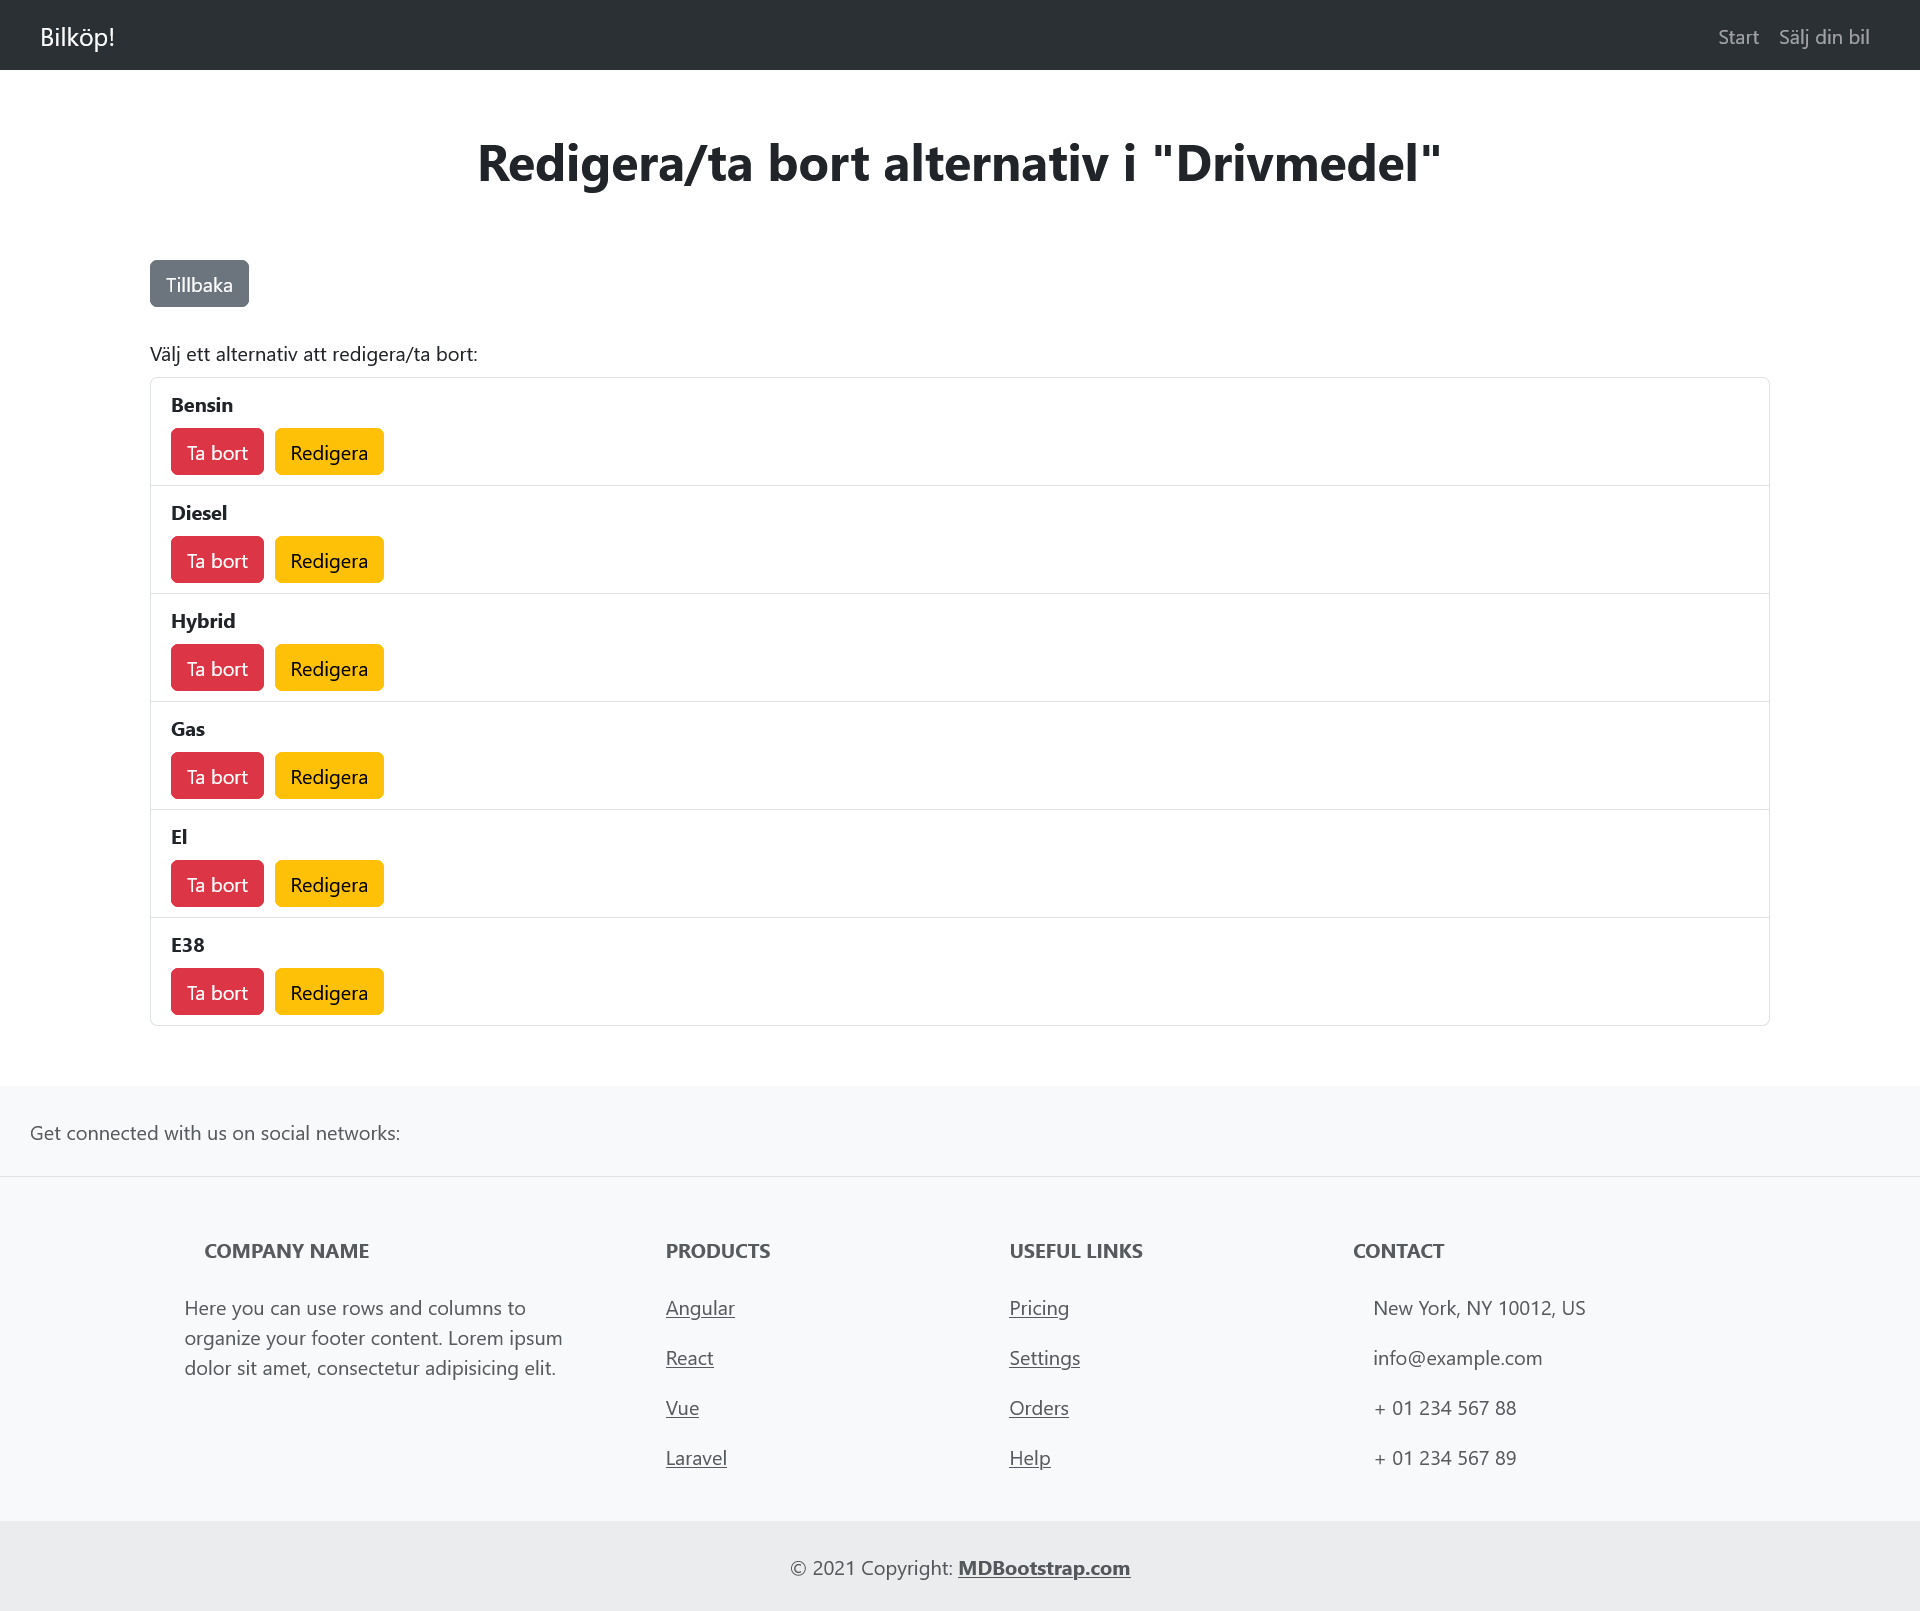 Bilköp!
Start Sälj din bil
Redigera/ta bort alternativ i "Drivmedel"
Tillbaka
Välj ett alternativ att redigera/ta bort:
Bensin
Ta bort Redigera
Diesel
Ta bort Redigera
Hybrid
Ta bort Redigera
Gas
Ta bort Redigera
El
Ta bort Redigera
E38
Ta bort Redigera
Get connected with us on social networks:
COMPANY NAME
Here you can use rows and columns to
organize your footer content. Lorem ipsum
dolor sit amet, consectetur adipisicing elit.
PRODUCTS
Angular
React
Vue
Laravel
USEFUL LINKS
Pricing
Settings
Orders
Help
CONTACT
New York, NY 10012, US
info@example.com
+ 01 234 567 88
+ 01 234 567 89
© 2021 Copyright: MDBootstrap.com